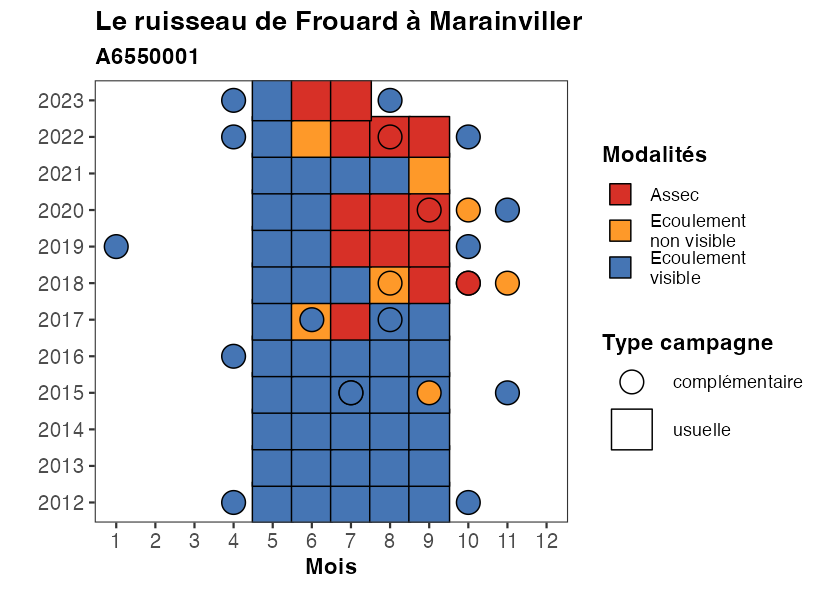 Le ruisseau de Frouard à Marainviller
A6550001
2023
2022
2021
2020
2019
2018
2017
2016
2015
2014
2013
2012
1 2 3 4 5 6 7 8 9 10 11 12
Mois
Modalités
Assec
Ecoulement
non visible
Ecoulement
visible
Type campagne
complémentaire
usuelle